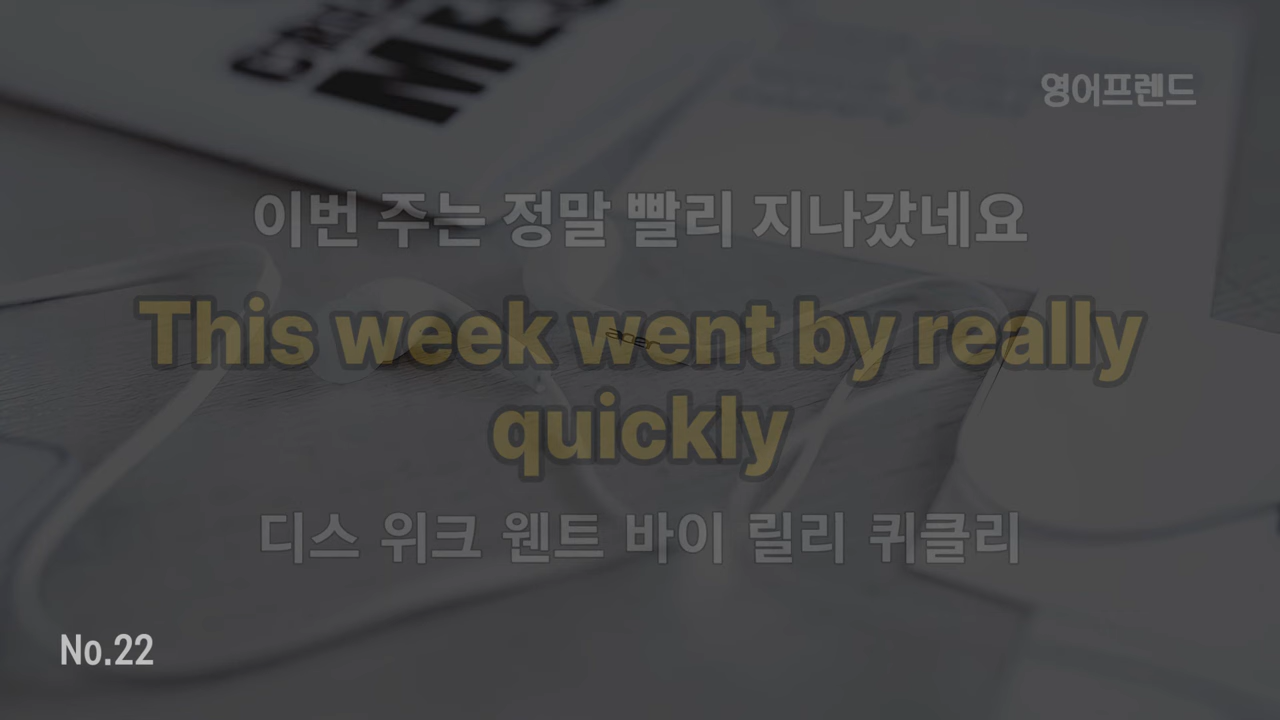 영어프렌드
이번 주는 정말 빨리 지나갔네요
This week went by really
quickly
디스 위크 웬트 바이 릴리 퀴클리
No.22
acer